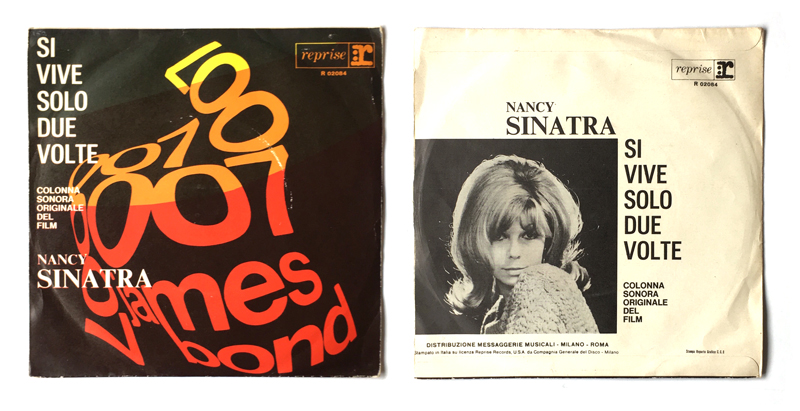 SI
VIVE
SOLO
DUE
VOLTE
COLONNA
SONORA
ORIGINALE
DEL
FILM
NANCY
SINATRA
reprise r:
R 02084
007
007
007
James
bond
reprise r:
R 02084
NANCY
SINATRA
SI
VIVE
SOLO
DUE
VOLTE
COLONNA
SONORA
ORIGINALE
DEL
FILM
DISTRIBUZIONE MESSAGGERIE MUSICALI - MILANO - ROMA
Stampato in Italia su licenza Reprise Records, U.S.A. da Compagnia Generale del Disco - Milano